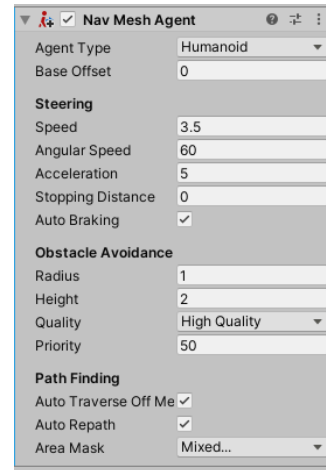 Nav Mesh Agent
Agent Type Humanoid
Base Offset 0
Steering
Speed 3.5
Angular Speed 60
Acceleration 5
Stopping Distance 0
Auto Braking
Obstacle Avoidance
Radius 1
Height 2
Quality High Quality
Priority 50
Path Finding
Auto Traverse Off Me
Auto Repath
Area Mask Mixed...